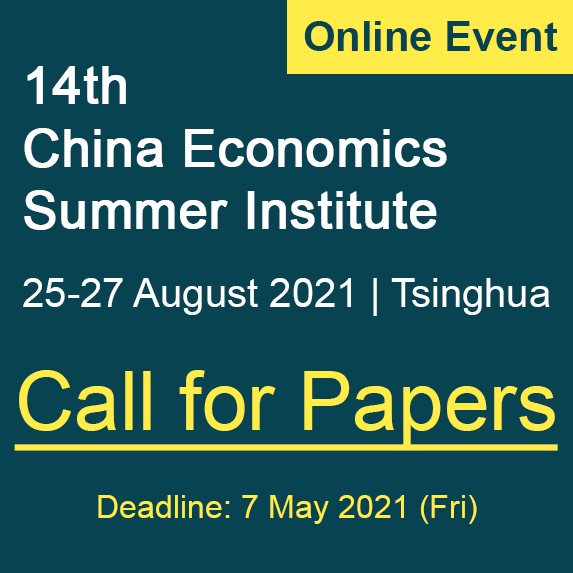 Online Event
14th
China Economics
Summer Institute
25-27 August 2021 | Tsinghua
Call for Papers
Deadline: 7 May 2021 (Fri)